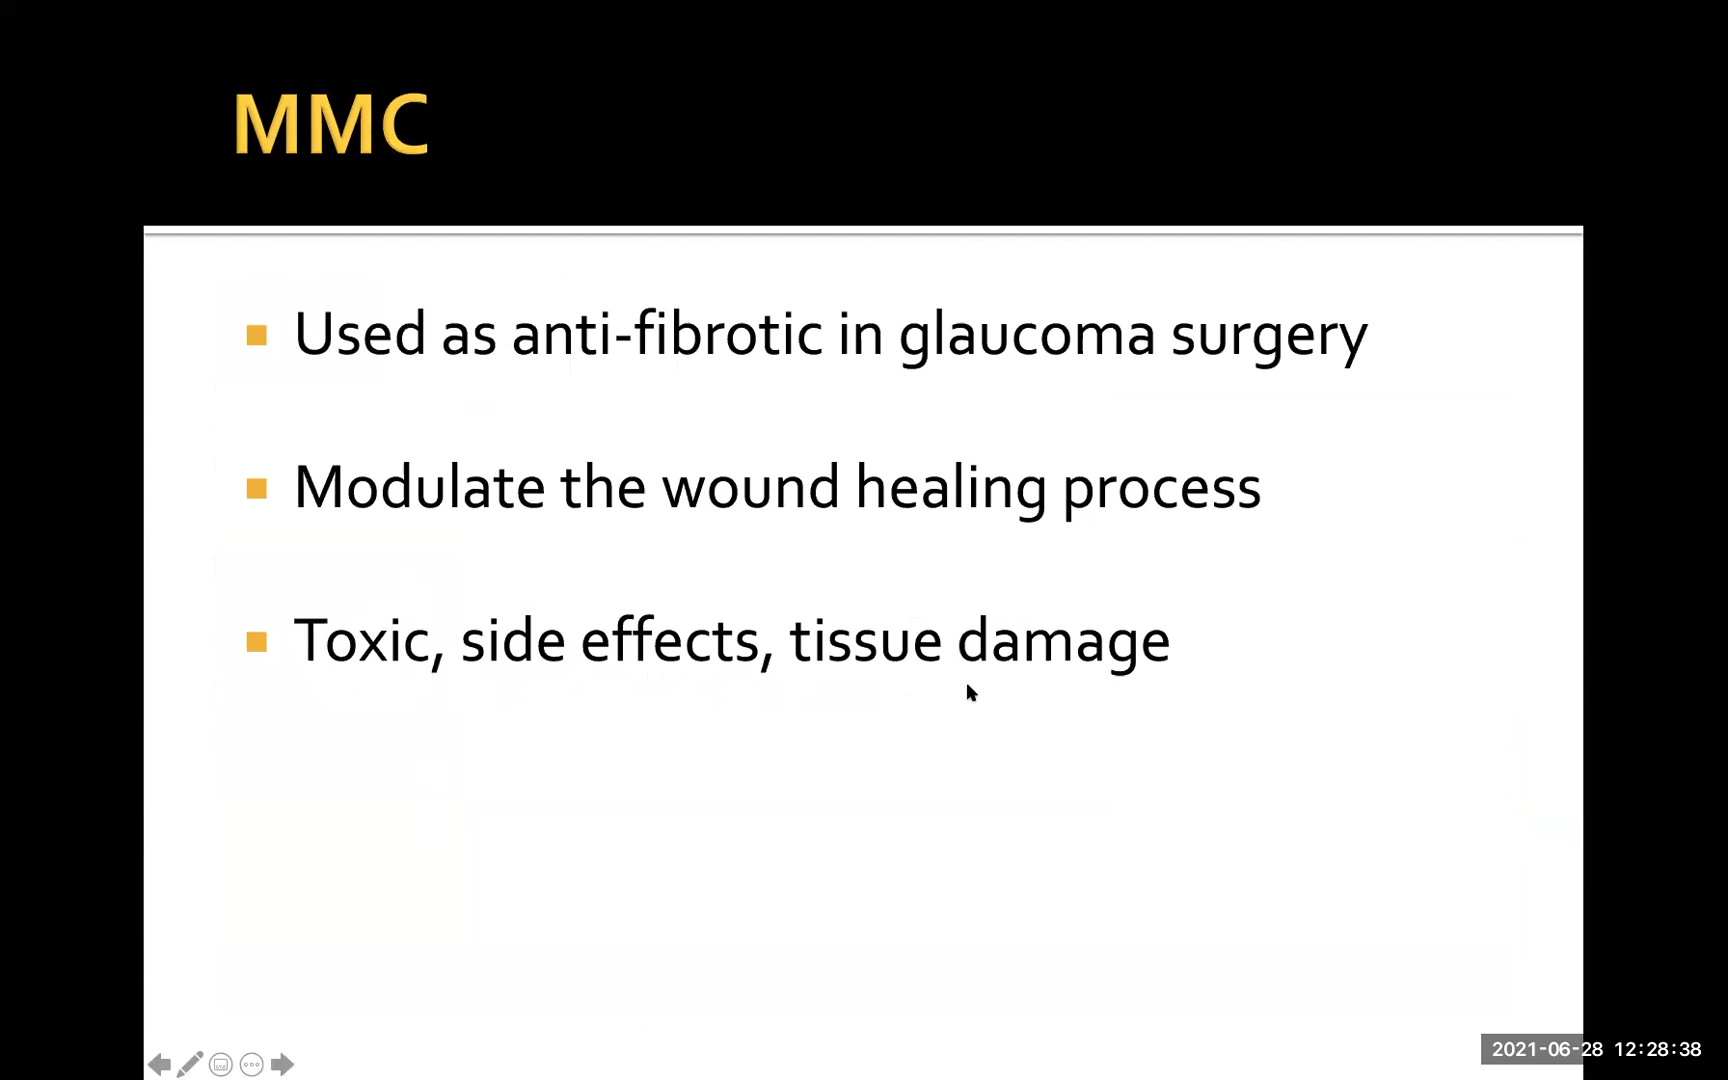 MMC
Used as anti-fibrotic in glaucoma surgery
Modulate the wound healing process
Toxic, side effects, tissue damage
2021-06-28 12:28:38